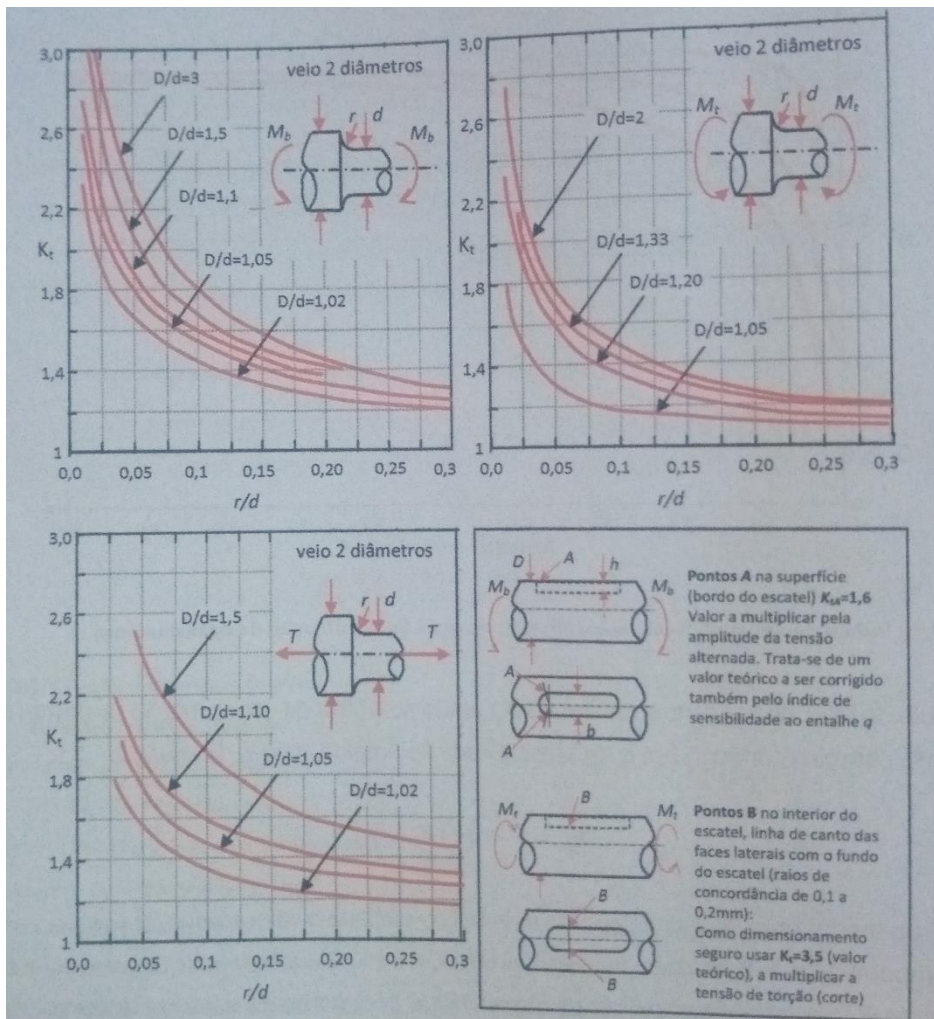 veio 2 diâmetros
3,0
2,6
2,2
K_t
1,8
1,4
1
D/d=3
D/d=1,5
D/d=1,1
D/d=1,05
D/d=1,02
M_b
r
d
M_b
0,0
0,05
0,1
0,15
0,20
0,25
0,3
r/d
veio 2 diâmetros
3,0
2,6
2,2
K_t
1,8
1,4
1
D/d=2
D/d=1,33
D/d=1,20
D/d=1,05
M_t
r
d
M_t
0,0
0,05
0,1
0,15
0,20
0,25
0,3
r/d
veio 2 diâmetros
3,0
2,6
2,2
K_t
1,8
1,4
1
D/d=1,5
D/d=1,10
D/d=1,05
D/d=1,02
T
r
d
T
0,0
0,05
0,1
0,15
0,20
0,25
0,3
r/d
D
A
h
M_b
M_b
A
A
b
Pontos A na superfície
(bordo do escatel) K_tA=1,6
Valor a multiplicar pela
amplitude da tensão
alternada. Trata-se de um
valor teórico a ser corrigido
também pelo índice de
sensibilidade ao entalhe q
M_t
B
M_t
B
B
Pontos B no interior do
escatel, linha de canto das
faces laterais com o fundo
do escatel (raios de
concordância de 0,1 a
0,2mm):
Como dimensionamento
seguro usar K_t=3,5 (valor
teórico), a multiplicar a
tensão de torção (corte)